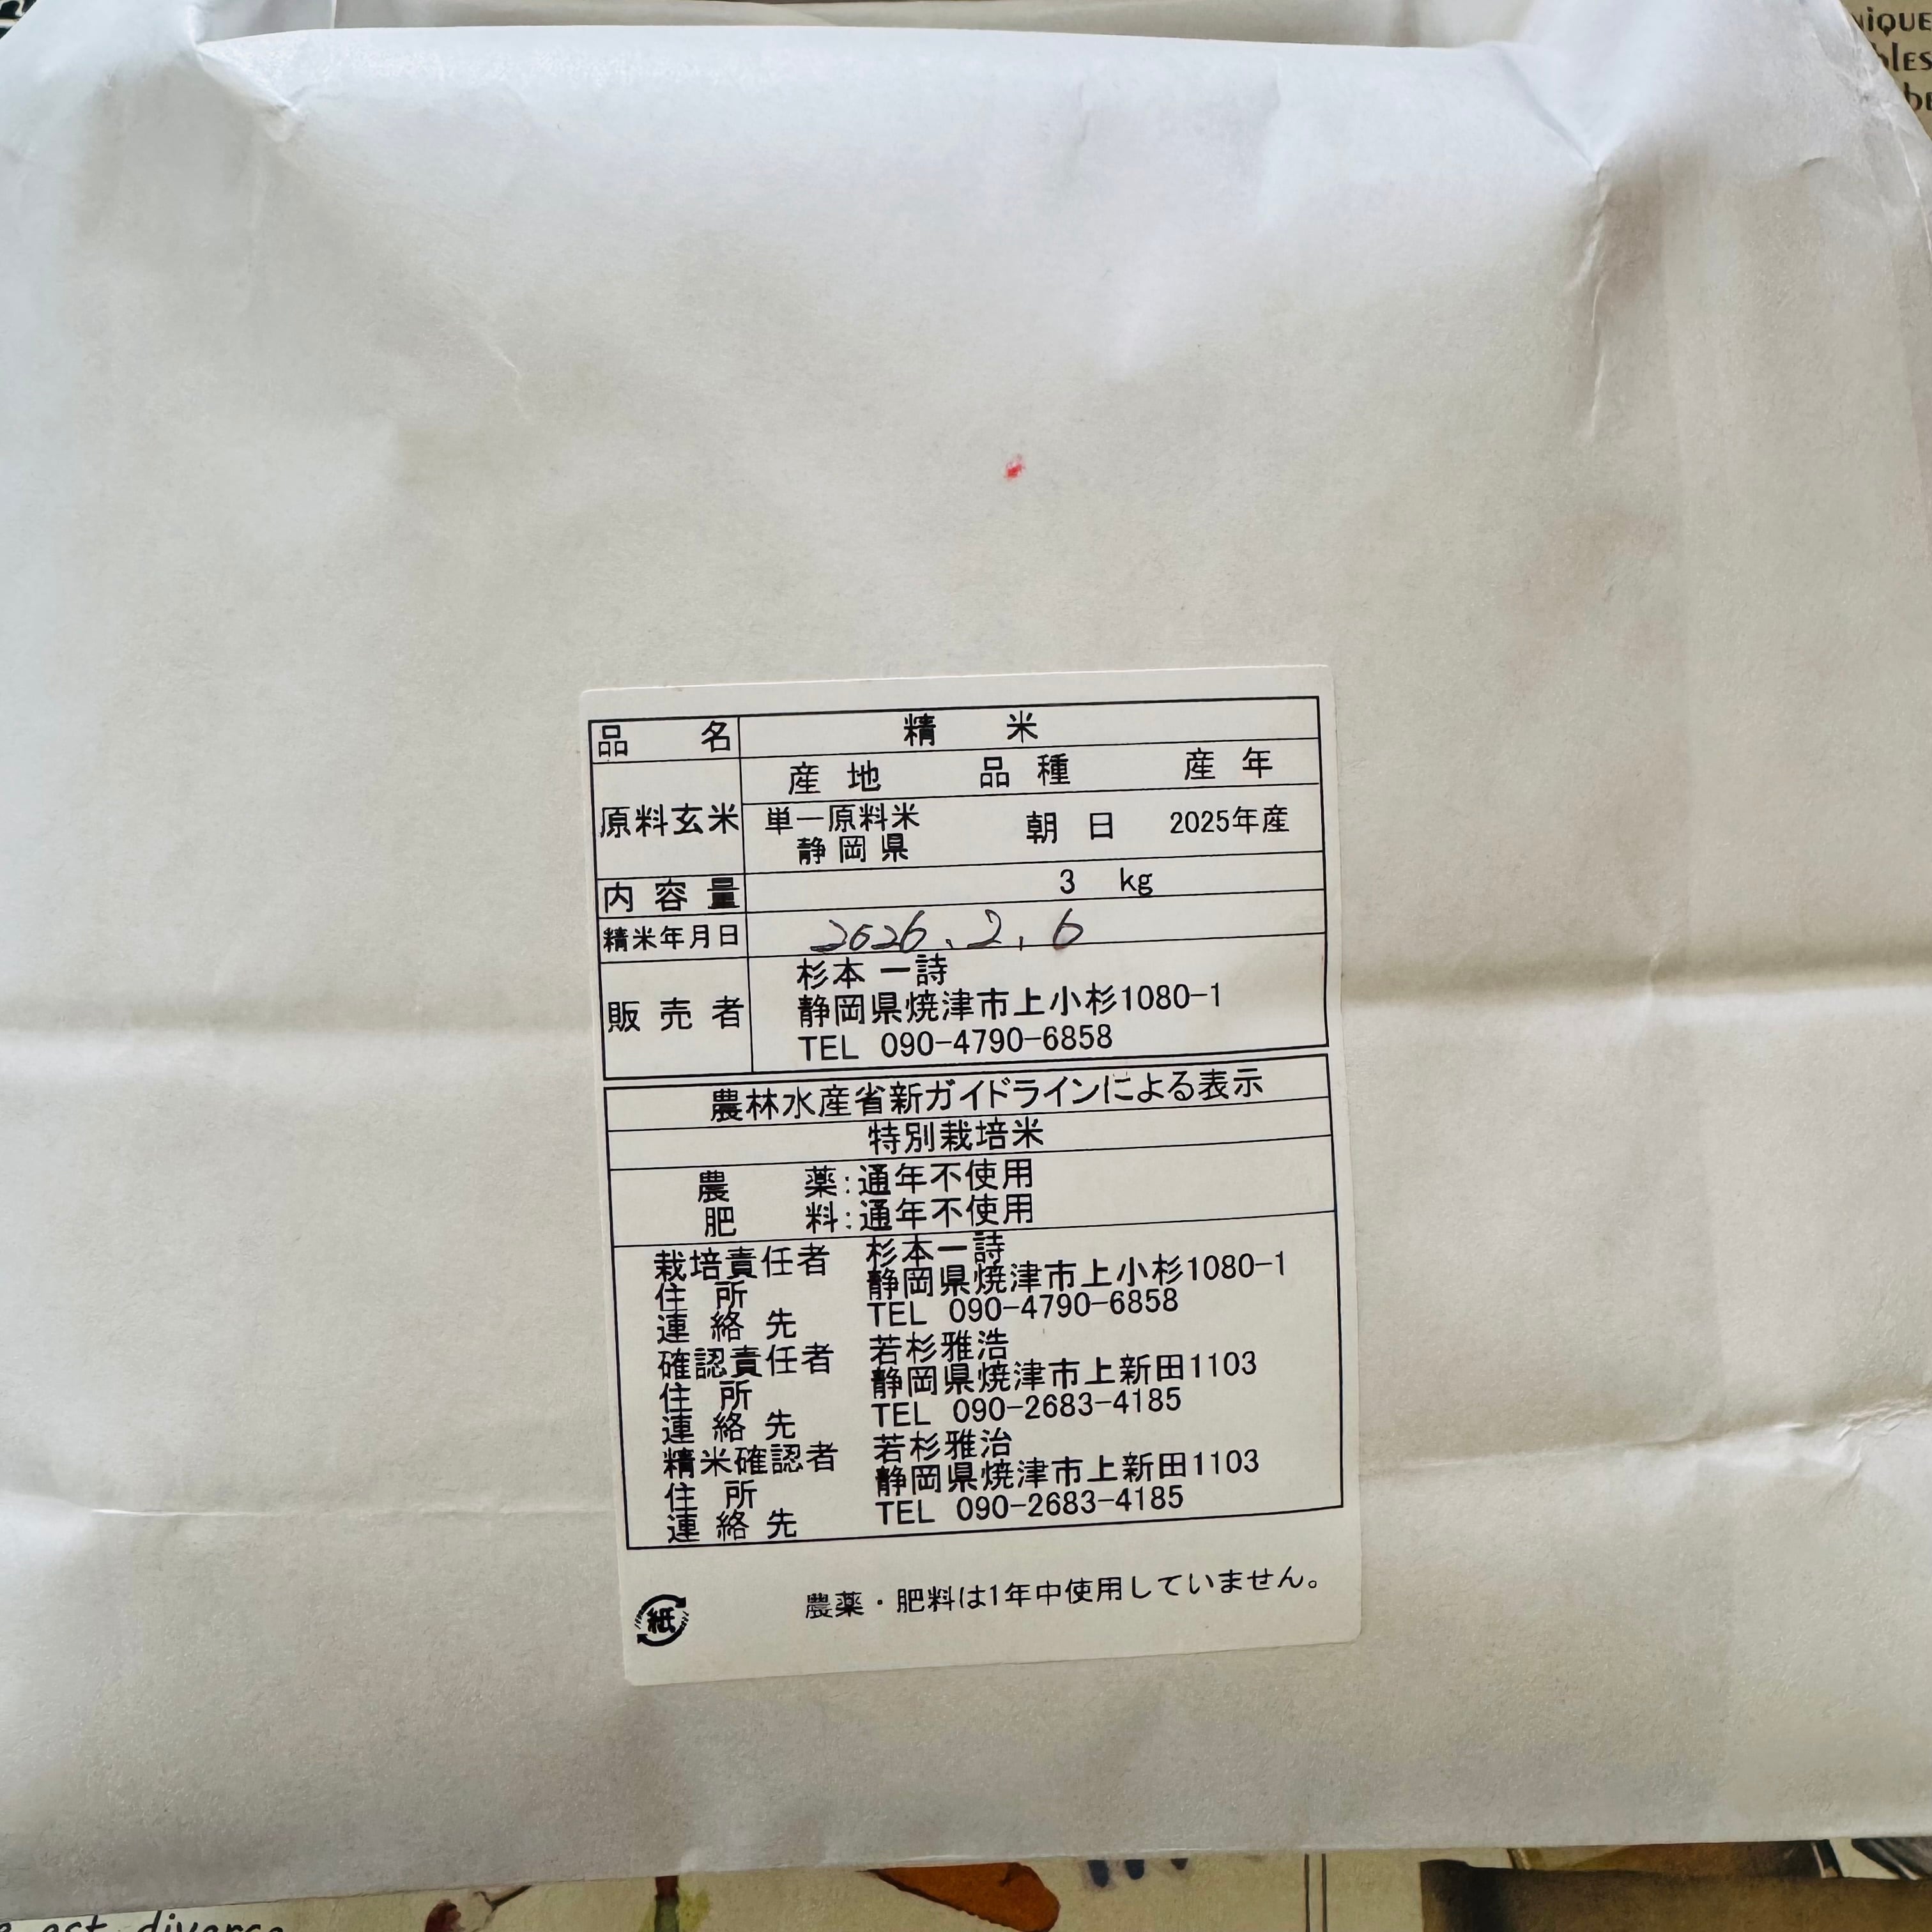 品名 精米
産地 品種 産年
原料玄米 単一原料米 朝日 2025年産
静岡県
内容量 3 kg
精米年月日 2026.2.6
杉本 一詩
販売者 静岡県焼津市上小杉1080-1
TEL 090-4790-6858
農林水産省新ガイドラインによる表示
特別栽培米
農薬:通年不使用
肥料:通年不使用
栽培責任者 杉本一詩
住所 静岡県焼津市上小杉1080-1
連絡先 TEL 090-4790-6858
確認責任者 若杉雅浩
住所 静岡県焼津市上新田1103
連絡先 TEL 090-2683-4185
精米確認者 若杉雅治
住所 静岡県焼津市上新田1103
連絡先 TEL 090-2683-4185
農薬・肥料は1年中使用していません。
紙